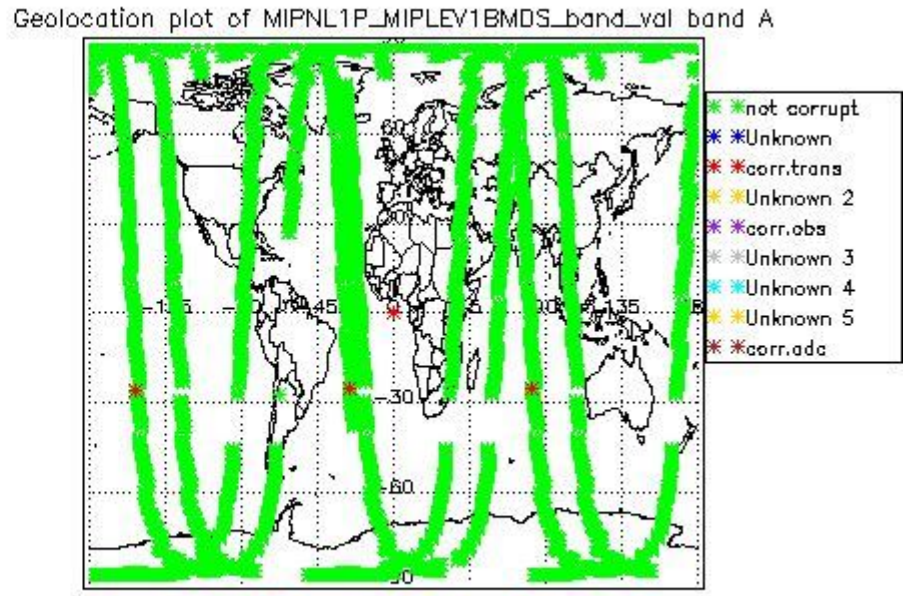 Geolocation plot of MIPNL1P_MIPLEV1BMDS_band_val band A
not corrupt
Unknown
corr.trans
Unknown 2
corr.obs
Unknown 3
Unknown 4
Unknown 5
corr.adc
-30
-60